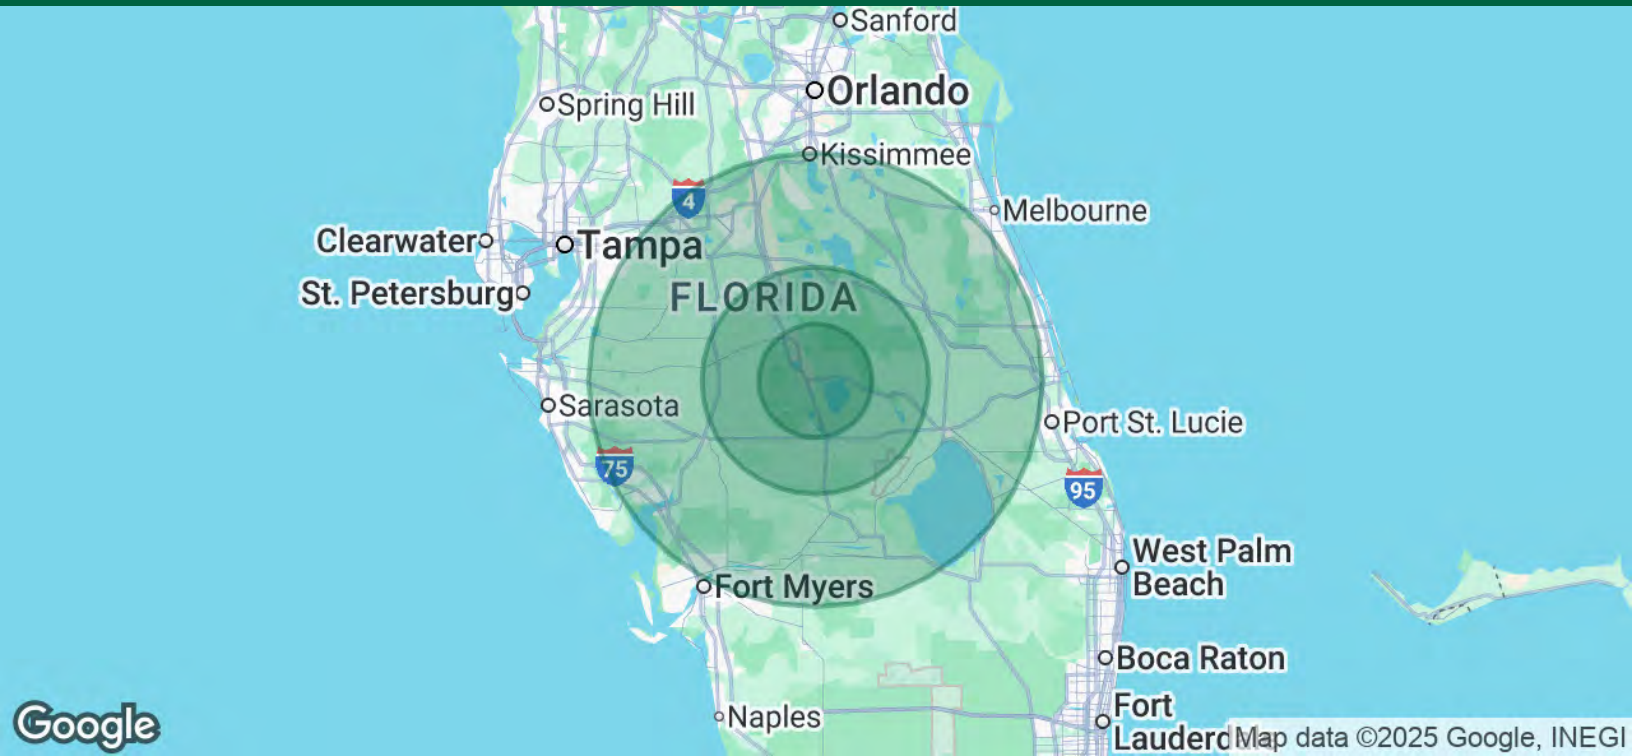 Sanford
Orlando
Spring Hill
Kissimmee
4
Melbourne
Clearwater
Tampa
St. Petersburg
FLORIDA
Sarasota
Port St. Lucie
75
95
West Palm
Beach
Fort Myers
Boca Raton
Fort
Naples
Google
Map data ©2025 Google, INEGI